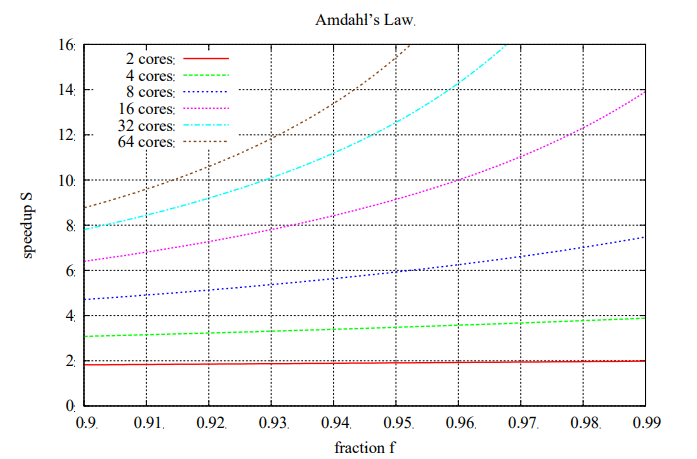 Amdahl's Law
16
14
12
10
8
6
4
2
0
speedup S
2 cores
4 cores
8 cores
16 cores
32 cores
64 cores
0.9 0.91 0.92 0.93 0.94 0.95 0.96 0.97 0.98 0.99
fraction f